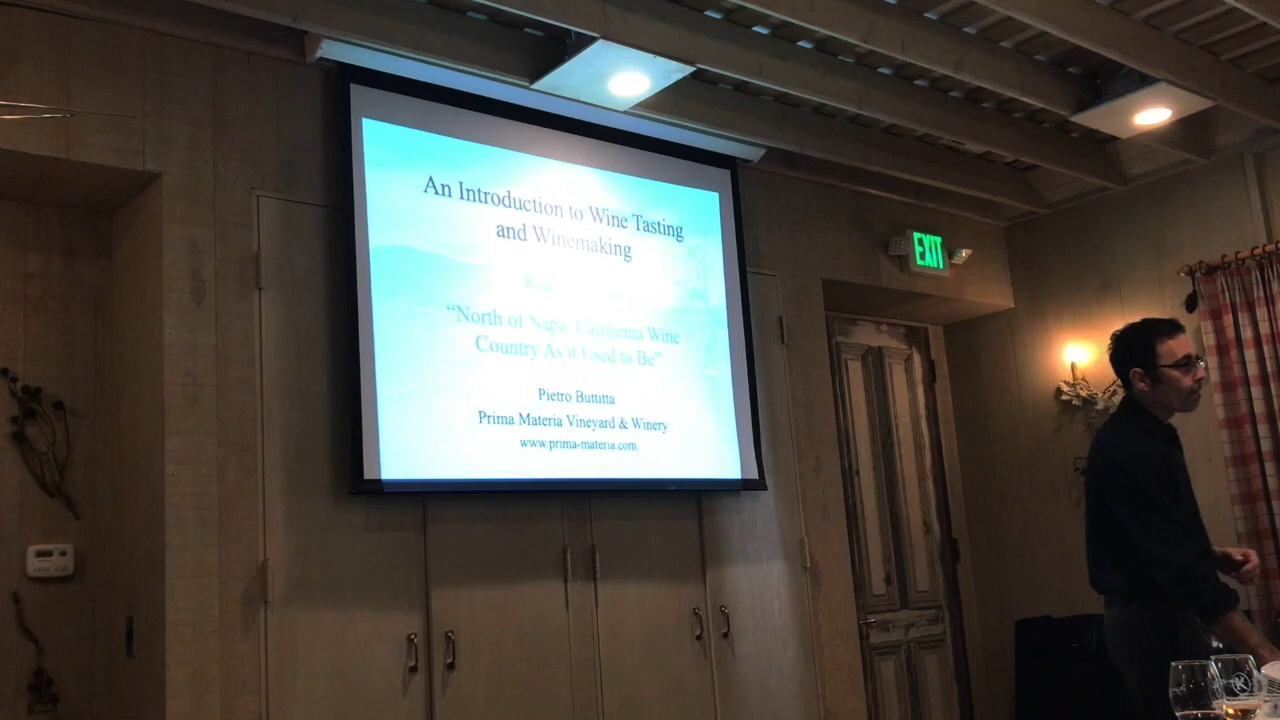 An Introduction to Wine Tasting
and Winemaking
“North of Napa: California Wine
Country As it Used to Be”
Pietro Buttitta
Prima Materia Vineyard & Winery
www.prima-materia.com
EXIT
K